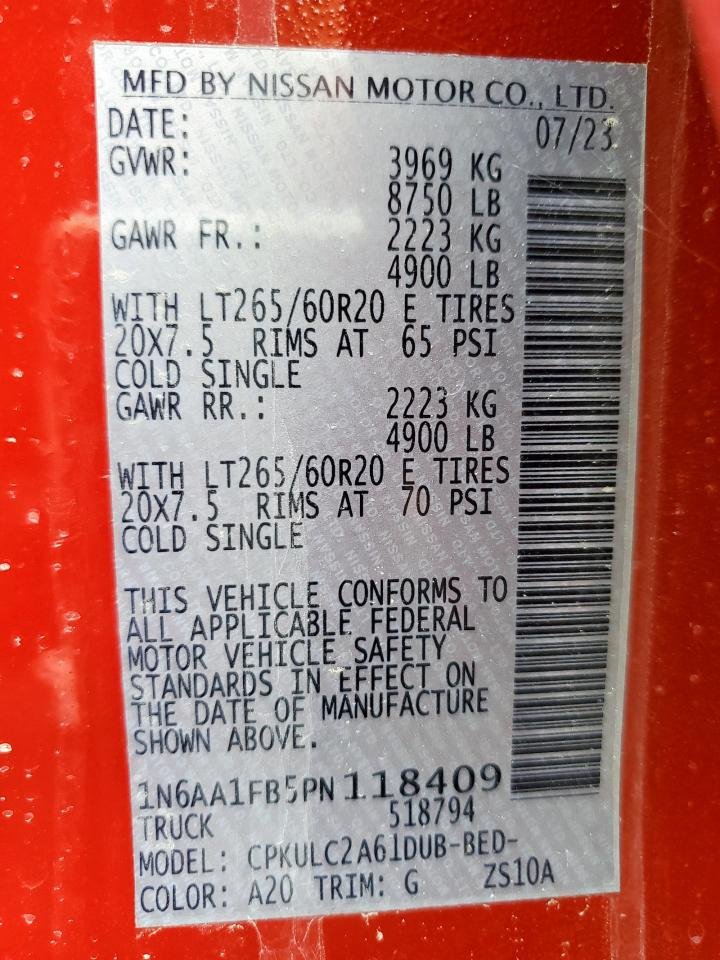 MFD BY NISSAN MOTOR CO., LTD.
DATE: 07/23
GVWR: 3969 KG
8750 LB
GAWR FR.: 2223 KG
4900 LB
WITH LT265/60R20 E TIRES
20X7.5 RIMS AT 65 PSI
COLD SINGLE
GAWR RR.: 2223 KG
4900 LB
WITH LT265/60R20 E TIRES
20X7.5 RIMS AT 70 PSI
COLD SINGLE
THIS VEHICLE CONFORMS TO
ALL APPLICABLE FEDERAL
MOTOR VEHICLE SAFETY
STANDARDS IN EFFECT ON
THE DATE OF MANUFACTURE
SHOWN ABOVE.
1N6AA1FB5PN118409
TRUCK 518794
MODEL: CPKULC2A61DUB-BED-
COLOR: A20 TRIM: G ZS10A